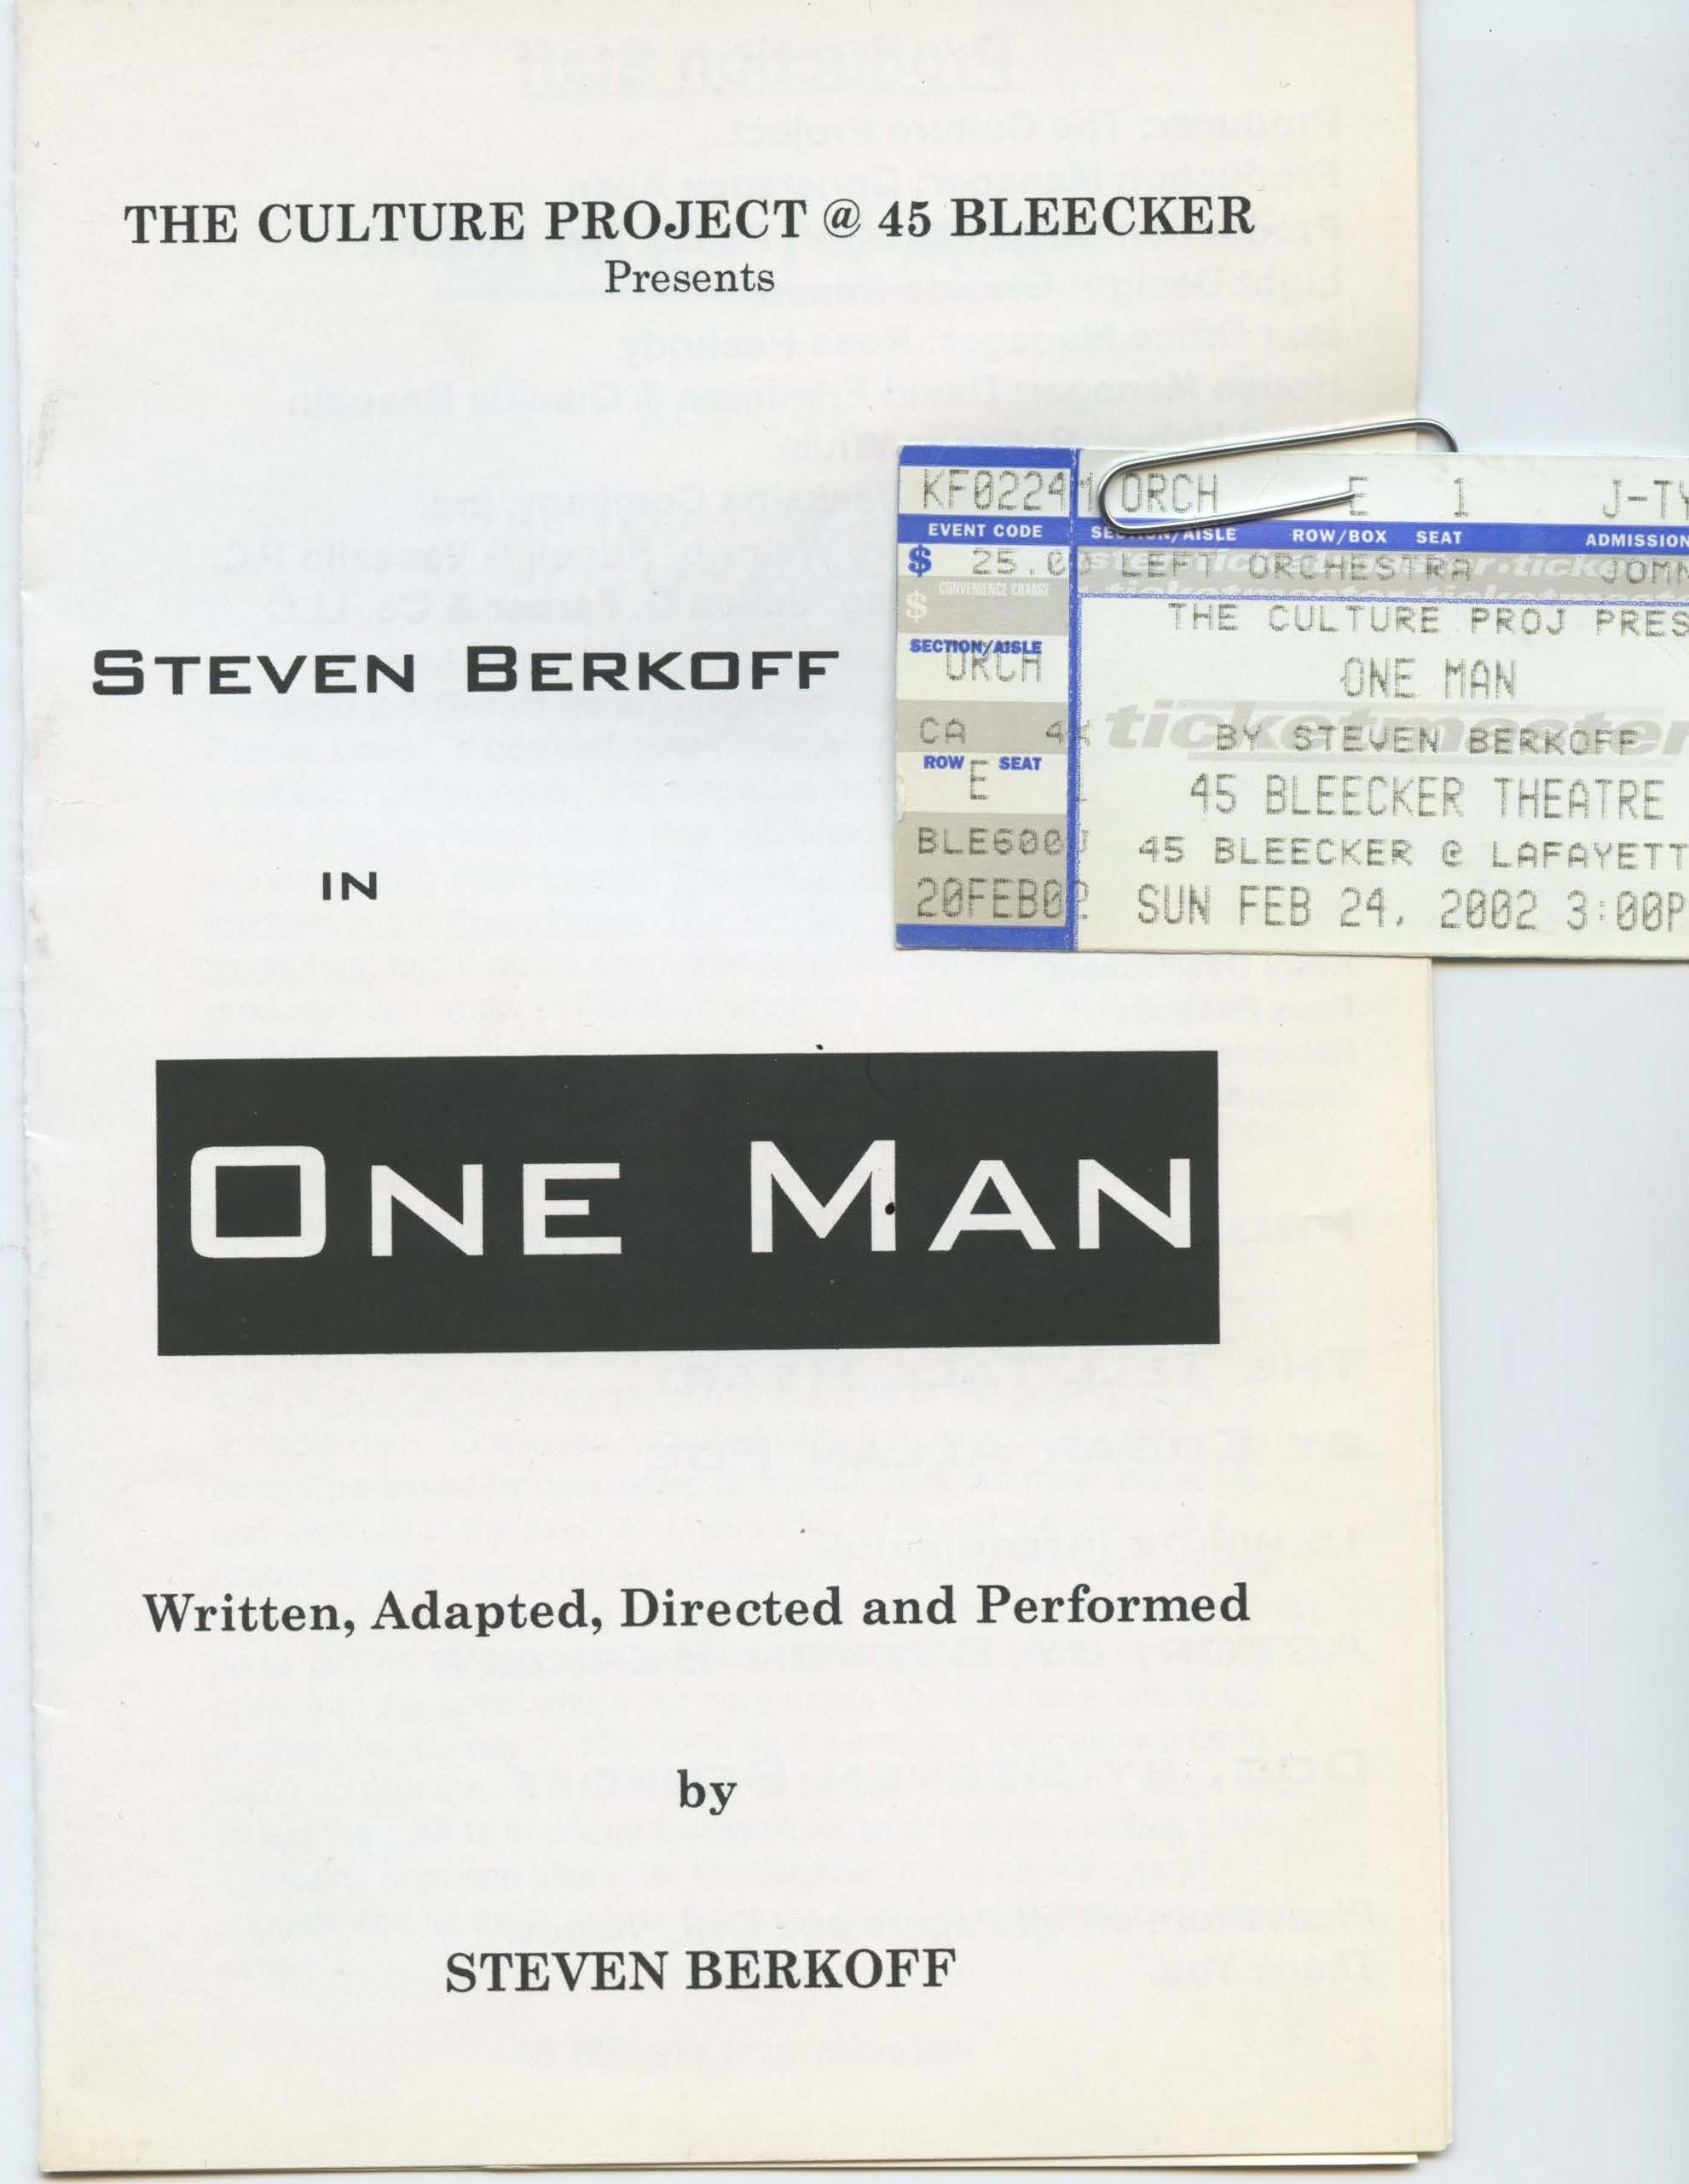 THE CULTURE PROJECT @ 45 BLEECKER
Presents
STEVEN BERKOFF
IN
ONE MAN
Written, Adapted, Directed and Performed
by
STEVEN BERKOFF
KF0224 ORCH E 1 J-TY
EVENT CODE SECTION/AISLE ROW/BOX SEAT ADMISSION
$ 25.00 LEFT ORCHESTRA
CONVENIENCE CHARGE
$
THE CULTURE PROJ PRES
SECTION/AISLE
ORCH
ONE MAN
ticketmaster
CA 4X
BY STEVEN BERKOFF
ROW SEAT
E
45 BLEECKER THEATRE
BLE600
45 BLEECKER @ LAFAYETT
20FEB02
SUN FEB 24, 2002 3:00P